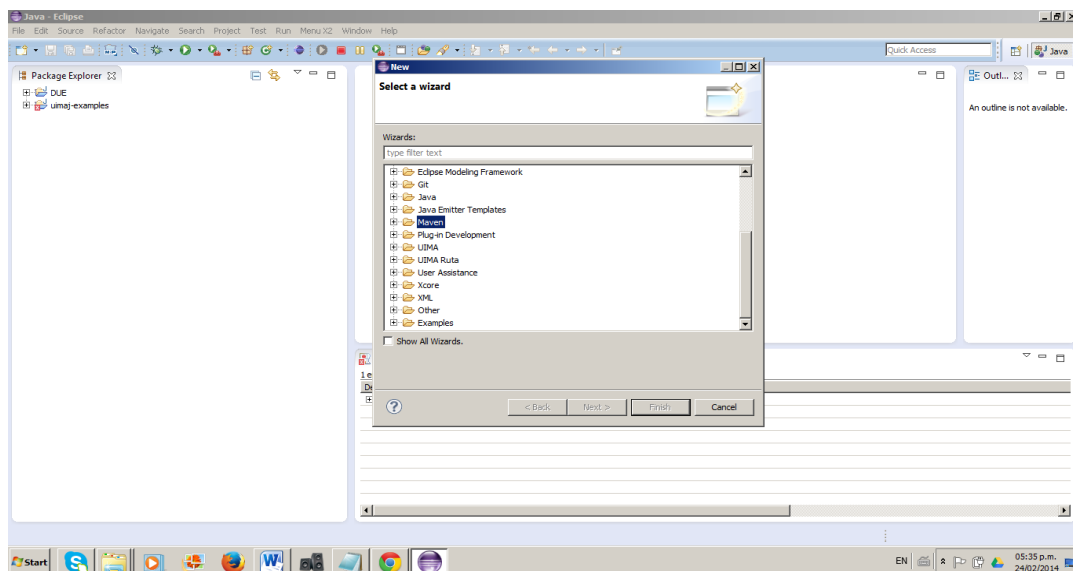 Java - Eclipse
File Edit Source Refactor Navigate Search Project Test Run Menu X2 Window Help
Quick Access
Java
Package Explorer
DUE
uimaj-examples
New
Select a wizard
Wizards:
type filter text
Eclipse Modeling Framework
Git
Java
Java Emitter Templates
Maven
Plug-in Development
UIMA
UIMA Ruta
User Assistance
Xcore
XML
Other
Examples
Show All Wizards.
< Back Next > Finish Cancel
Outl...
An outline is not available.
1 e
De
Start
EN
05:35 p.m.
24/02/2014